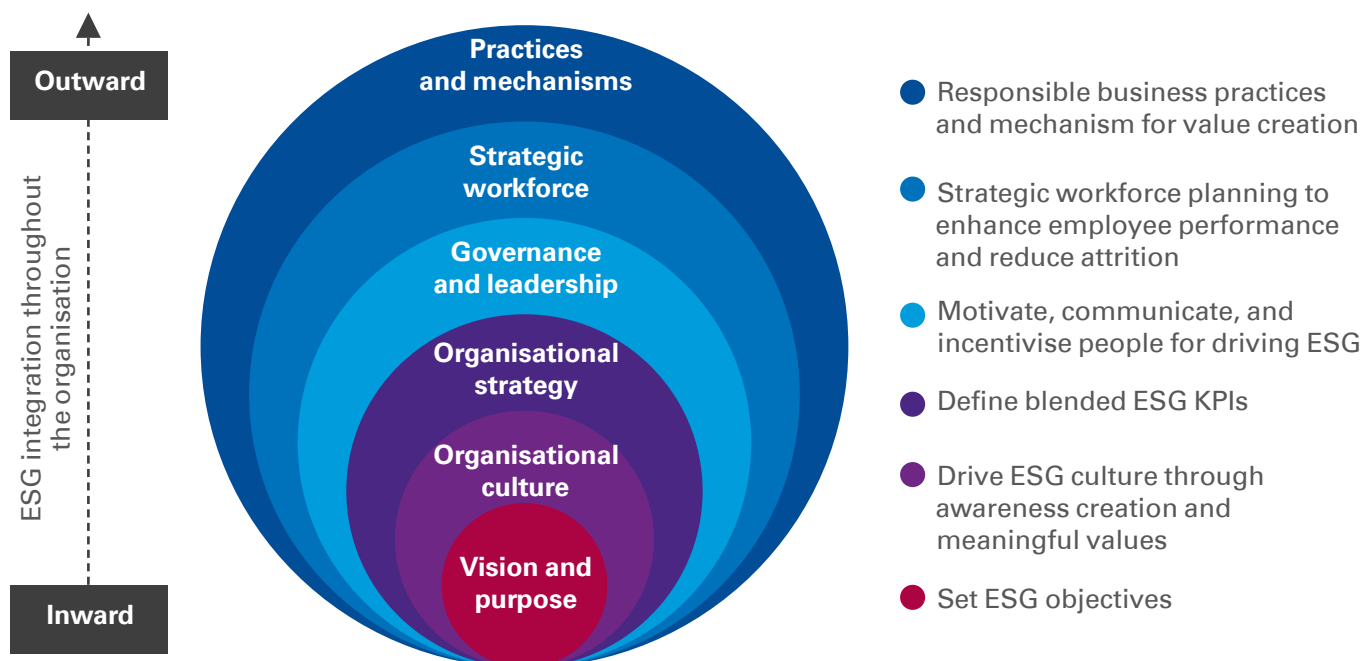 Outward
ESG integration throughout
the organisation
Inward
Practices
and mechanisms
Strategic
workforce
Governance
and leadership
Organisational
strategy
Organisational
culture
Vision and
purpose
Responsible business practices
and mechanism for value creation
Strategic workforce planning to
enhance employee performance
and reduce attrition
Motivate, communicate, and
incentivise people for driving ESG
Define blended ESG KPIs
Drive ESG culture through
awareness creation and
meaningful values
Set ESG objectives